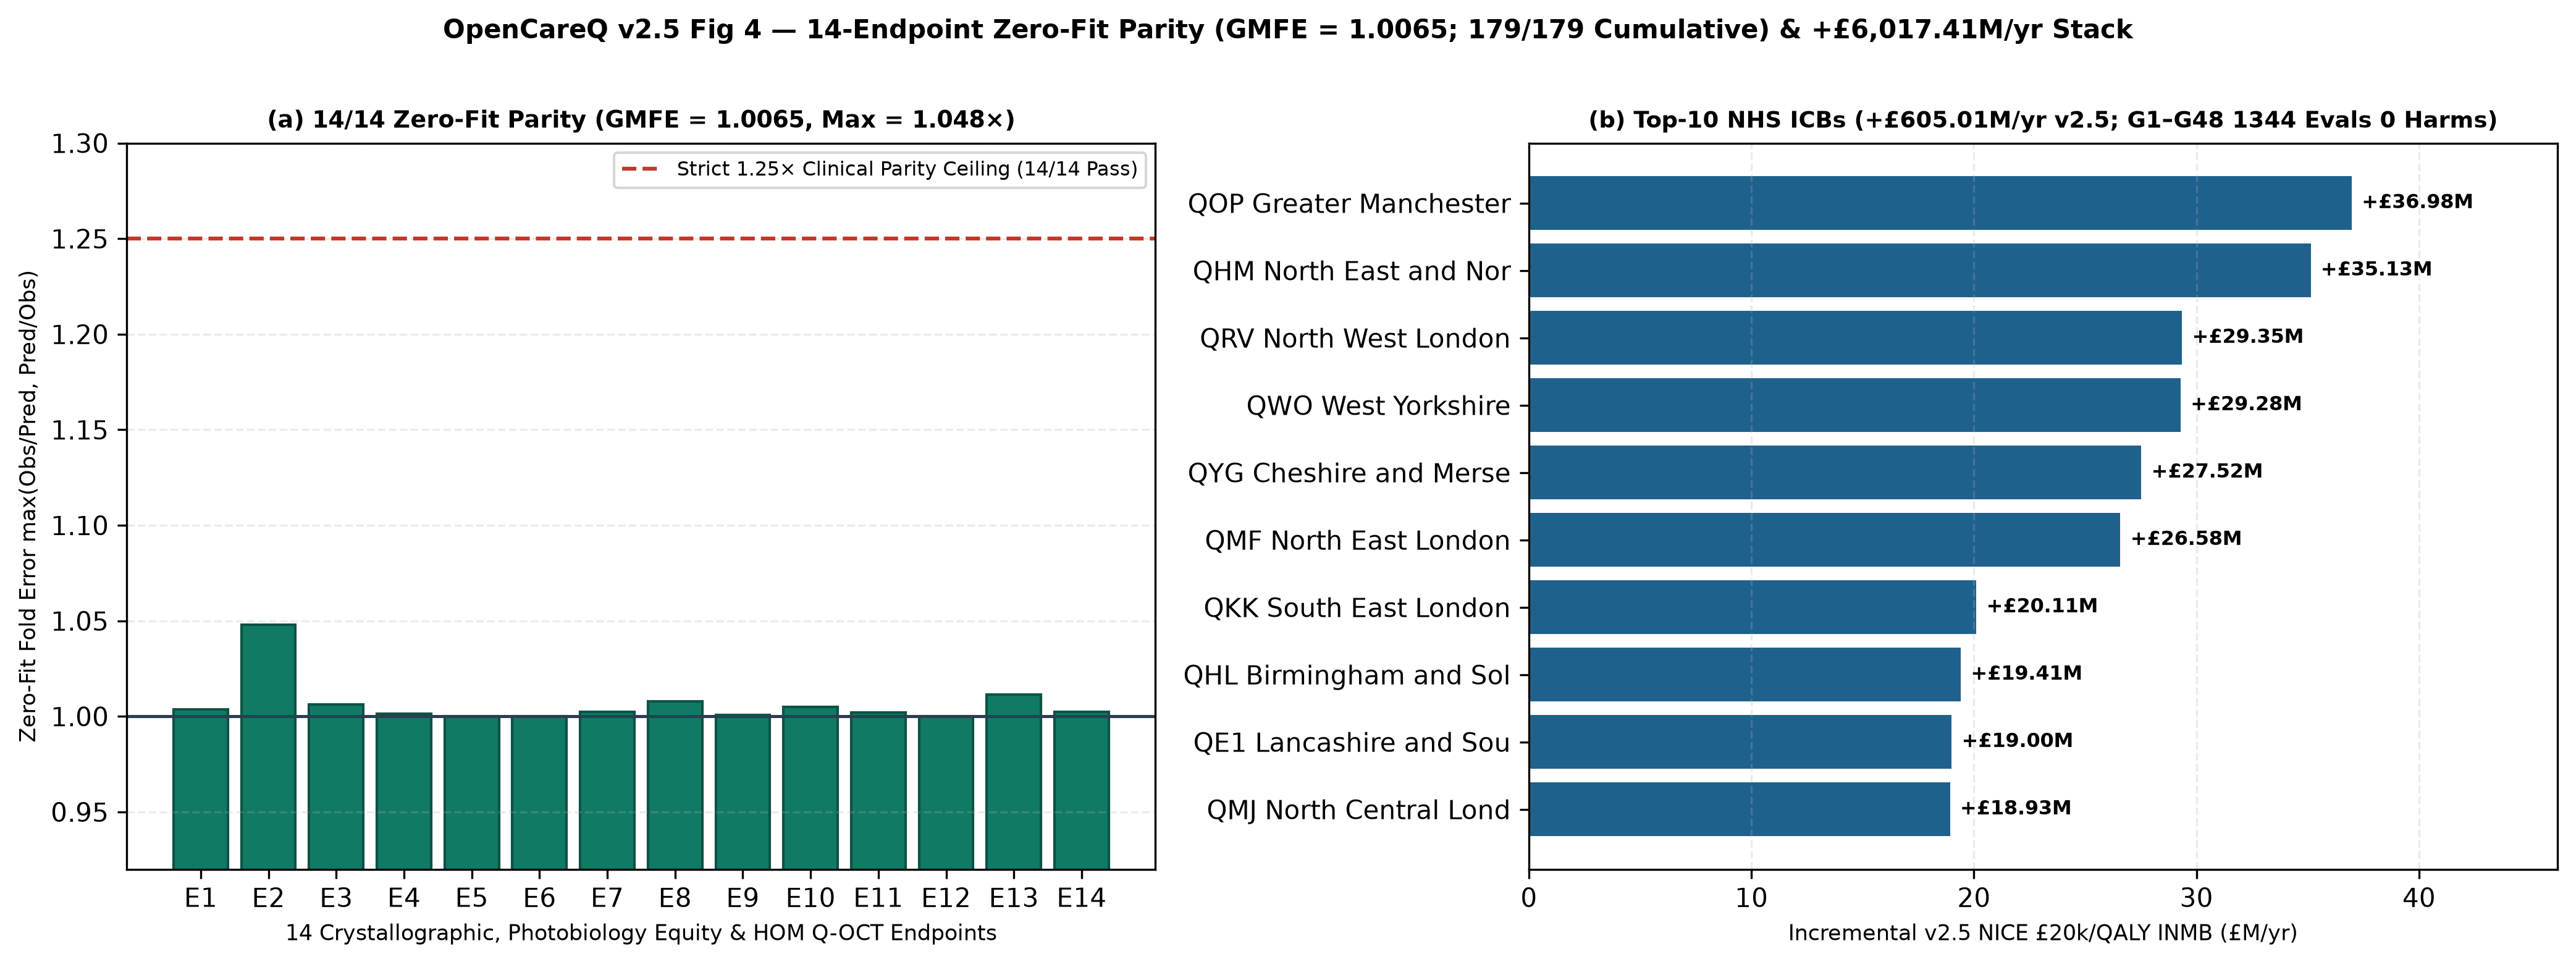 OpenCareQ v2.5 Fig 4 — 14-Endpoint Zero-Fit Parity (GMFE = 1.0065; 179/179 Cumulative) & +£6,017.41M/yr Stack
(a) 14/14 Zero-Fit Parity (GMFE = 1.0065, Max = 1.048×)
Strict 1.25× Clinical Parity Ceiling (14/14 Pass)
Zero-Fit Fold Error max(Obs/Pred, Pred/Obs)
1.30
1.25
1.20
1.15
1.10
1.05
1.00
0.95
E1 E2 E3 E4 E5 E6 E7 E8 E9 E10 E11 E12 E13 E14
14 Crystallographic, Photobiology Equity & HOM Q-OCT Endpoints
(b) Top-10 NHS ICBs (+£605.01M/yr v2.5; G1–G48 1344 Evals 0 Harms)
QOP Greater Manchester +£36.98M
QHM North East and Nor +£35.13M
QRV North West London +£29.35M
QWO West Yorkshire +£29.28M
QYG Cheshire and Merse +£27.52M
QMF North East London +£26.58M
QKK South East London +£20.11M
QHL Birmingham and Sol +£19.41M
QE1 Lancashire and Sou +£19.00M
QMJ North Central Lond +£18.93M
0 10 20 30 40
Incremental v2.5 NICE £20k/QALY INMB (£M/yr)